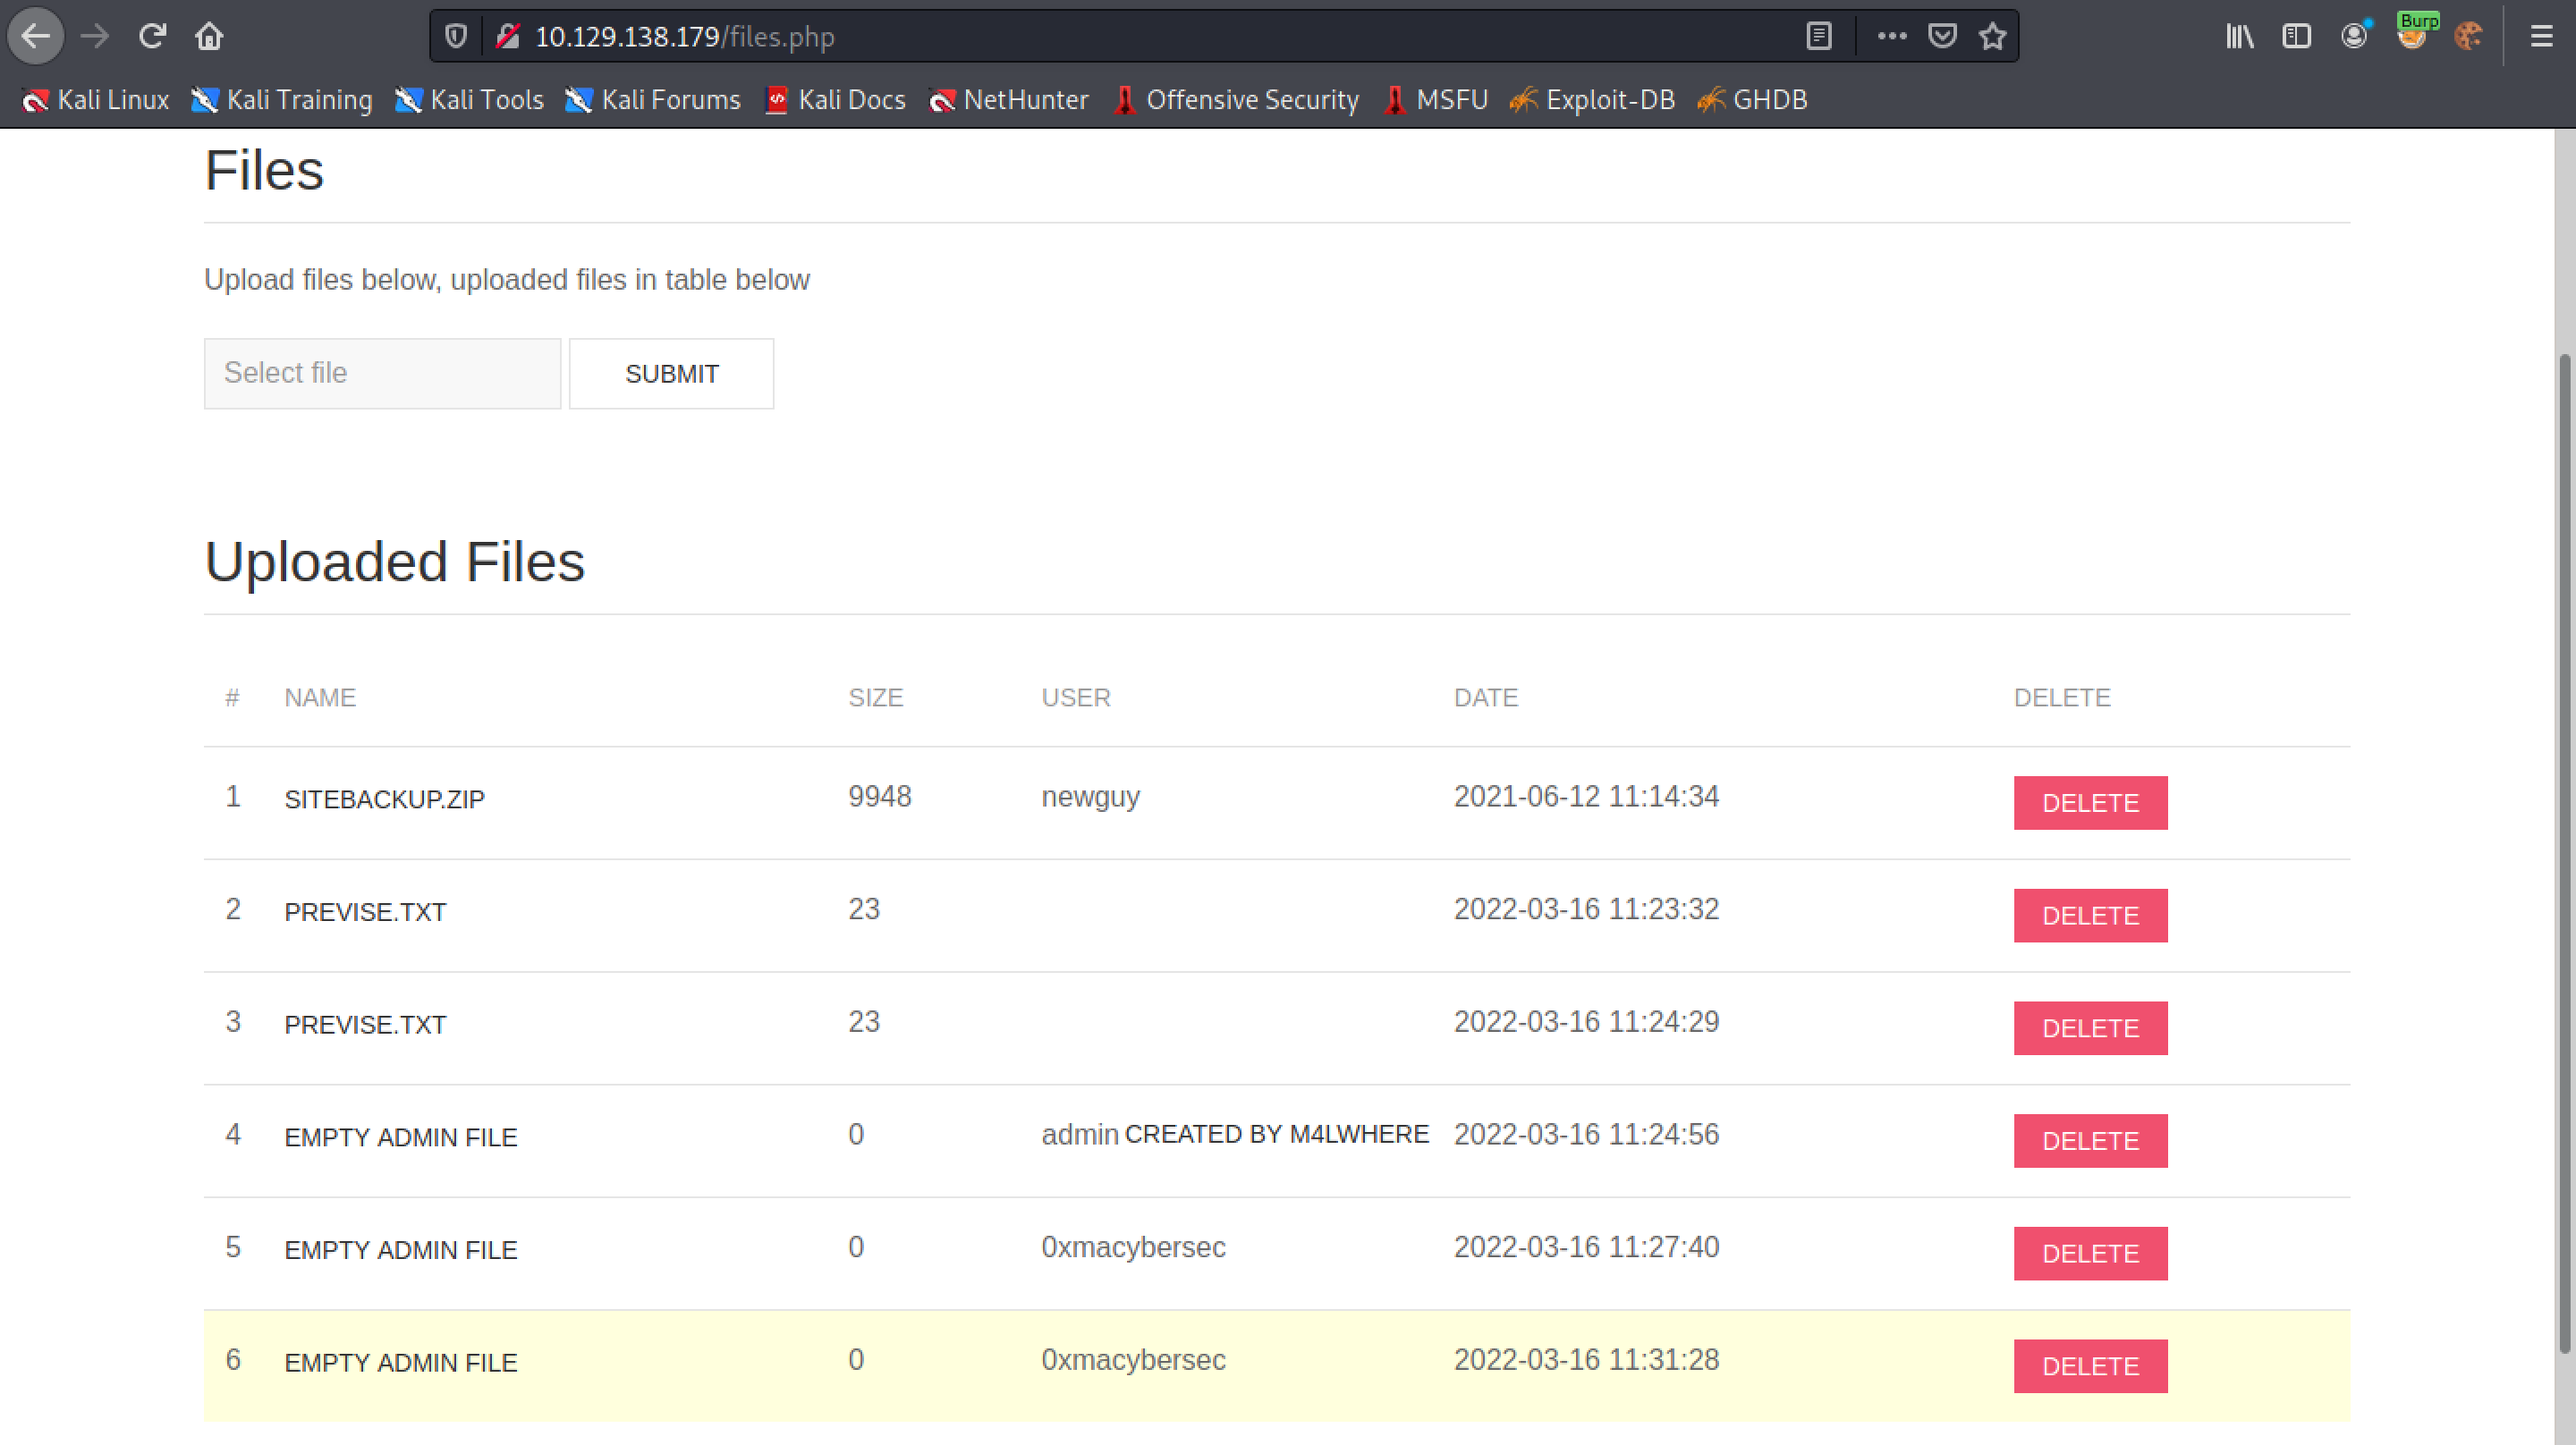 Burp
10.129.138.179/files.php
Kali Linux Kali Training Kali Tools Kali Forums Kali Docs NetHunter Offensive Security MSFU Exploit-DB GHDB
Files
Upload files below, uploaded files in table below
Select file SUBMIT
Uploaded Files
# NAME SIZE USER DATE DELETE
1 SITEBACKUP.ZIP 9948 newguy 2021-06-12 11:14:34 DELETE
2 PREVISE.TXT 23 2022-03-16 11:23:32 DELETE
3 PREVISE.TXT 23 2022-03-16 11:24:29 DELETE
4 EMPTY ADMIN FILE 0 admin CREATED BY M4LWHERE 2022-03-16 11:24:56 DELETE
5 EMPTY ADMIN FILE 0 0xmacybersec 2022-03-16 11:27:40 DELETE
6 EMPTY ADMIN FILE 0 0xmacybersec 2022-03-16 11:31:28 DELETE